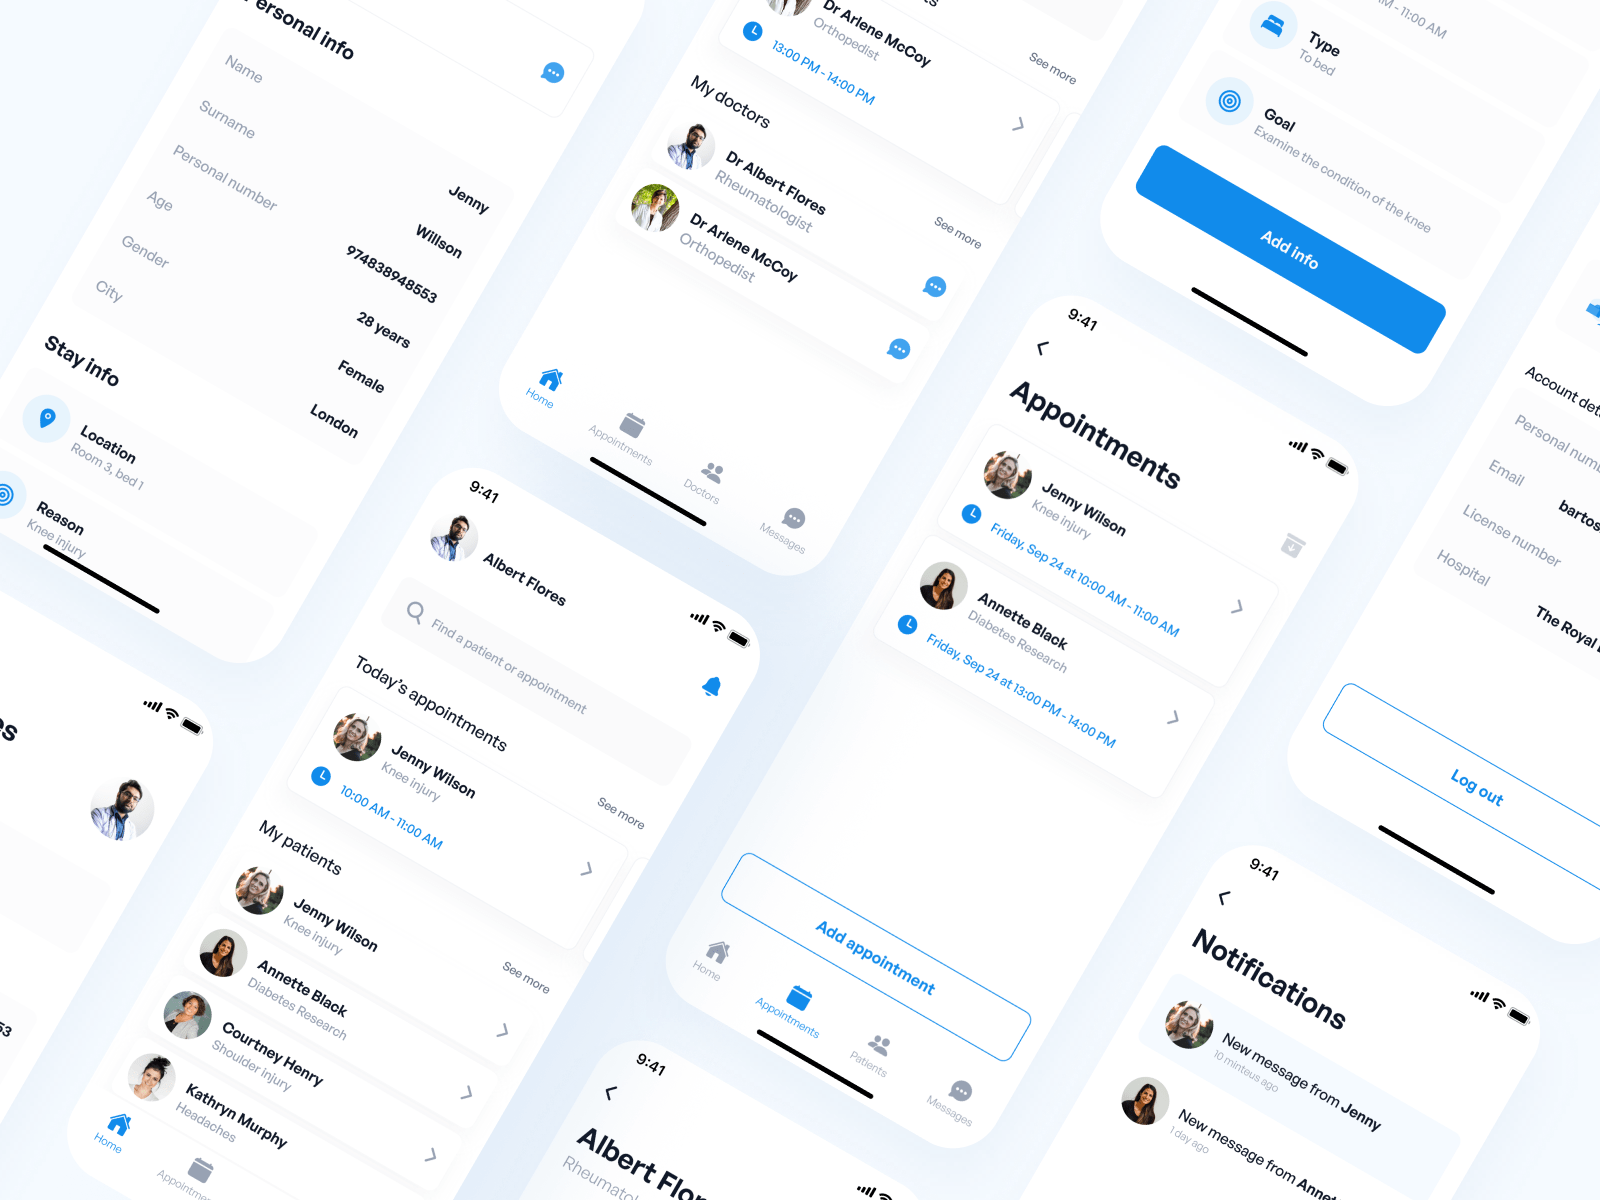 Personal info
Name
Jenny
Surname
Willson
Personal number
974838948553
Age
28 years
Gender
Female
City
London
Stay info
Location
Room 3, bed 1
Reason
Knee injury
Dr Arlene McCoy
Orthopedist
13:00 PM - 14:00 PM
See more
My doctors
Dr Albert Flores
Rheumatologist
See more
Dr Arlene McCoy
Orthopedist
Home
Appointments
Doctors
Messages
AM - 11:00 AM
Type
To bed
Goal
Examine the condition of the knee
Add info
9:41
Albert Flores
Find a patient or appointment
Today's appointments
Jenny Wilson
Knee injury
10:00 AM - 11:00 AM
See more
My patients
Jenny Wilson
Knee injury
See more
Annette Black
Diabetes Research
Courtney Henry
Shoulder Injury
Kathryn Murphy
Headaches
Home
Appointmen
9:41
Appointments
Jenny Wilson
Knee injury
Friday, Sep 24 at 10:00 AM - 11:00 AM
Annette Black
Diabetes Research
Friday, Sep 24 at 13:00 PM - 14:00 PM
Add appointment
Home
Appointments
Patients
Messages
Account deta
Personal numb
Email
bartos
License number
Hospital
The Royal
Log out
9:41
Notifications
New message from Jenny
10 minteus ago
New message from Annet
1 day ago
9:41
Albert Flores
Rheumatol
es
53